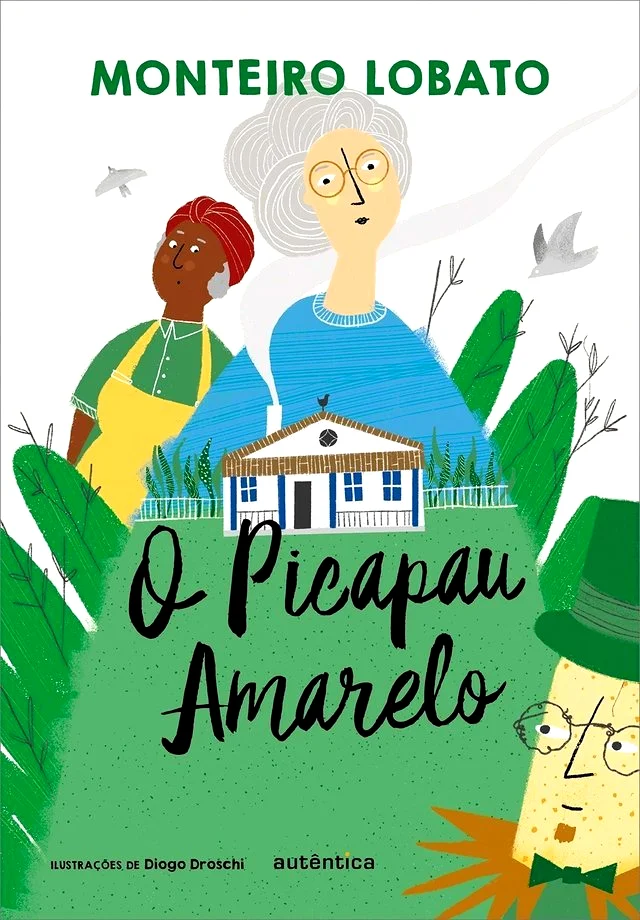 MONTEIRO LOBATO
O Picapau
Amarelo
ILUSTRAÇÕES DE Diogo Droschi
autêntica